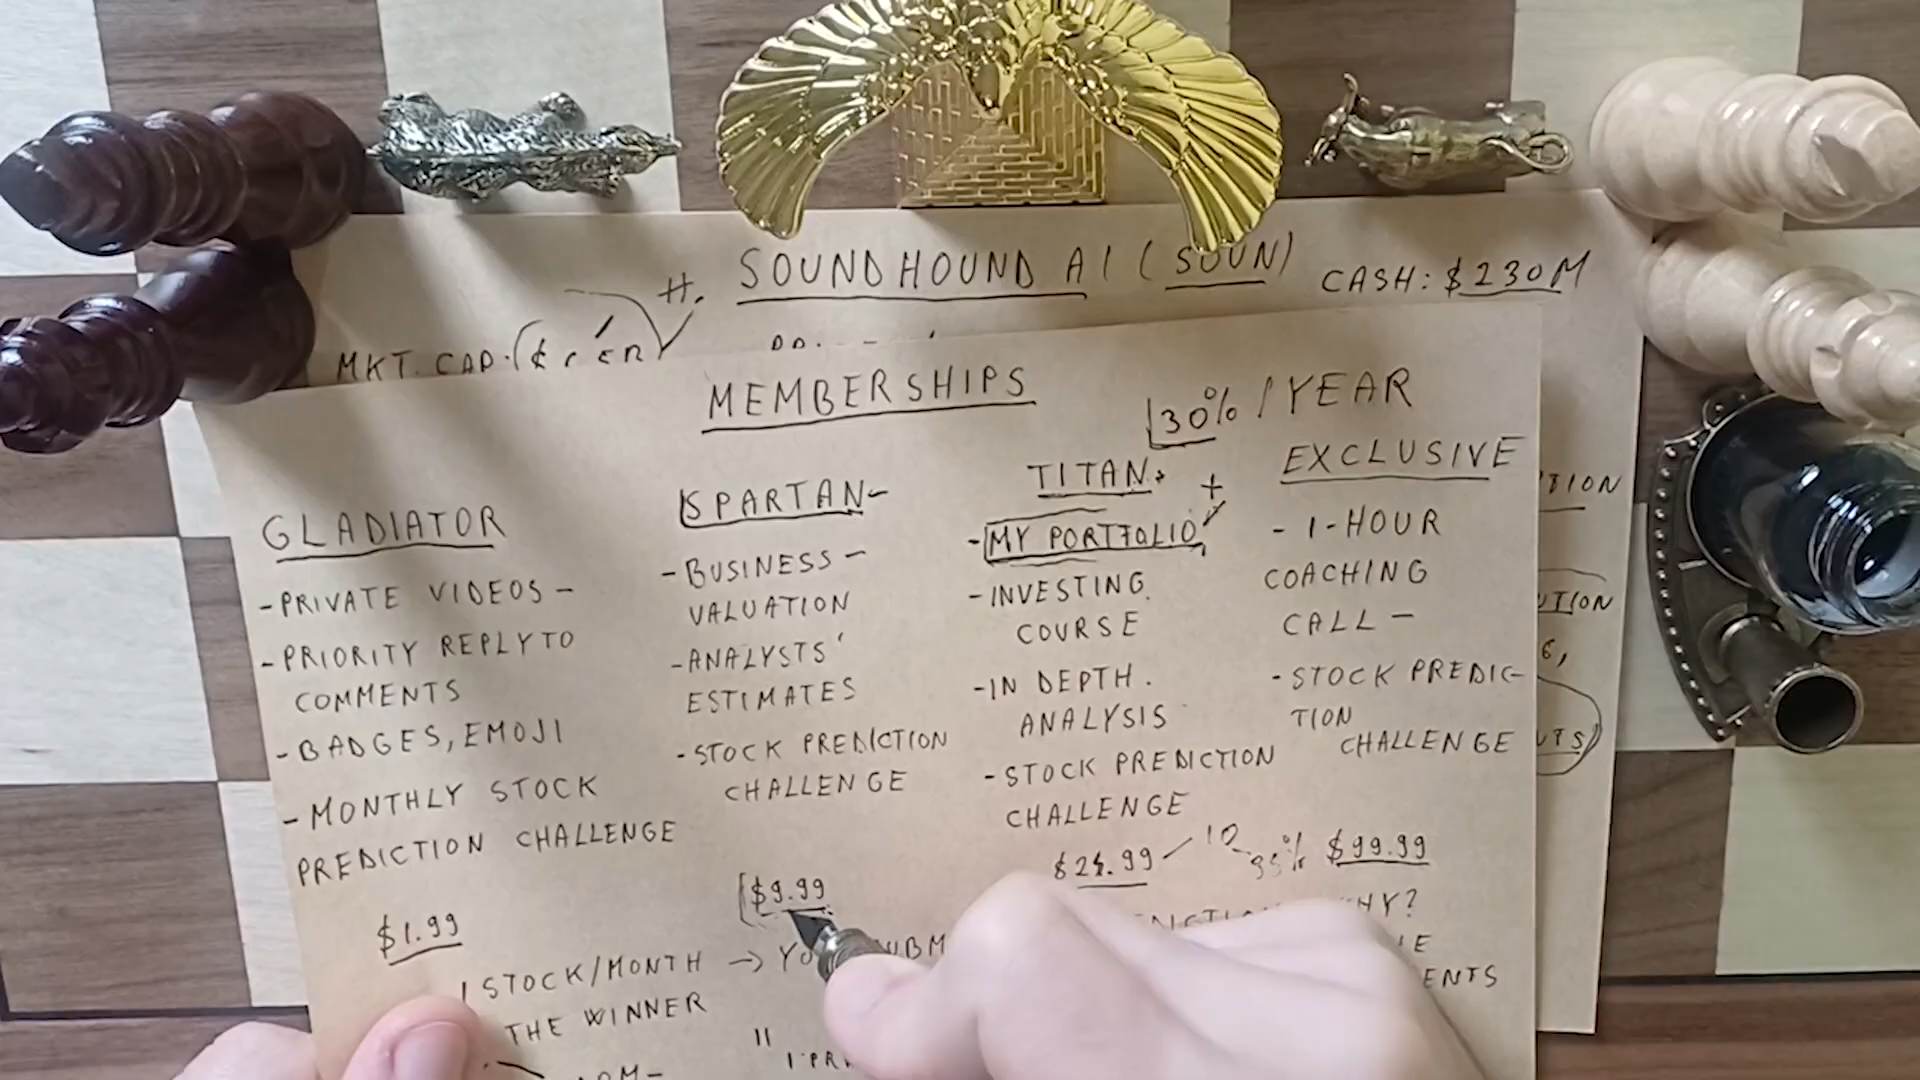 SOUNDHOUND AI (SOUN)
CASH: $230M
MKT. CAP.
MEMBERSHIPS
30% / YEAR
GLADIATOR
- PRIVATE VIDEOS -
- PRIORITY REPLY TO
COMMENTS
- BADGES, EMOJI
- MONTHLY STOCK
PREDICTION CHALLENGE
$1.99
SPARTAN -
- BUSINESS -
VALUATION
- ANALYSTS'
ESTIMATES
- STOCK PREDICTION
CHALLENGE
$9.99
TITAN
- MY PORTFOLIO +
- INVESTING
COURSE
- IN DEPTH
ANALYSIS
- STOCK PREDICTION
CHALLENGE
$24.99
EXCLUSIVE
- 1-HOUR
COACHING
CALL -
- STOCK PREDIC-
TION
CHALLENGE
$99.99
1 STOCK/MONTH →
THE WINNER